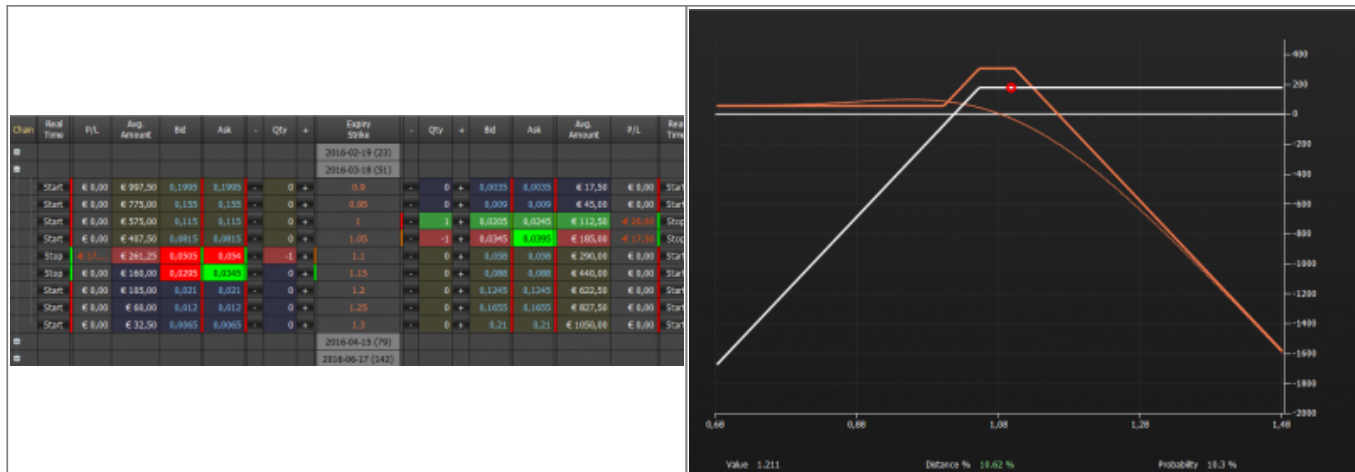 Chan Real Time P/L Avg. Amount Bid Ask - Qty + Expiry Strike - Qty + Bid Ask Avg. Amount P/L Real Time
2016-02-19 (23)
2016-03-18 (51)
Start € 0,00 € 997,50 0,1995 0,1995 - 0 + 0.9 - 0 + 0,0035 0,0035 € 17,50 € 0,00 Start
Start € 0,00 € 775,00 0,155 0,155 - 0 + 0.95 - 0 + 0,009 0,009 € 45,00 € 0,00 Start
Start € 0,00 € 575,00 0,115 0,115 - 0 + 1 - 1 + 0,0205 0,0245 € 112,50 -€ 20,00 Stop
Start € 0,00 € 407,50 0,0815 0,0815 - 0 + 1.05 - -1 + 0,0345 0,0395 € 185,00 -€ 17,50 Stop
Stop -€ 17,... € 261,25 0,0505 0,054 - -1 + 1.1 - 0 + 0,058 0,058 € 290,00 € 0,00 Start
Stop € 0,00 € 160,00 0,0295 0,0345 - 0 + 1.15 - 0 + 0,088 0,088 € 440,00 € 0,00 Start
Start € 0,00 € 105,00 0,021 0,021 - 0 + 1.2 - 0 + 0,1245 0,1245 € 622,50 € 0,00 Start
Start € 0,00 € 60,00 0,012 0,012 - 0 + 1.25 - 0 + 0,1655 0,1655 € 827,50 € 0,00 Start
Start € 0,00 € 32,50 0,0065 0,0065 - 0 + 1.3 - 0 + 0,21 0,21 € 1050,00 € 0,00 Start
2016-04-15 (79)
2016-06-17 (142)
400
200
0
-200
-400
-600
-800
-1000
-1200
-1400
-1600
-1800
-2000
0,68 0,88 1,08 1,28 1,48
Value 1.211 Distance % 10.62 % Probability 10.3 %